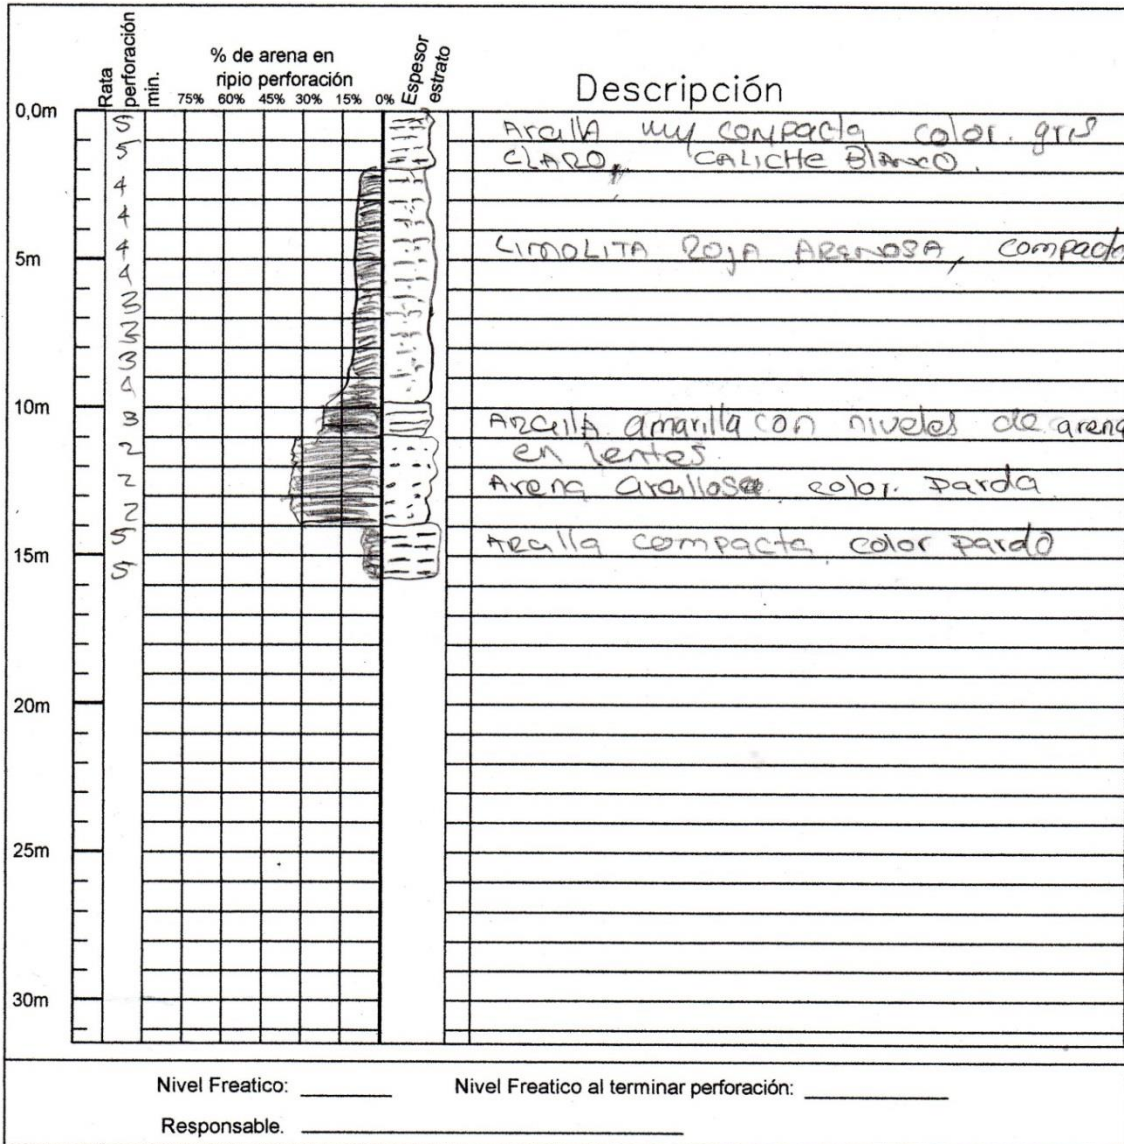 Rata
perforación
min.
% de arena en
ripio perforación
75% 60% 45% 30% 15% 0%
Espesor
estrato
Descripción
0,0m
5
5
4
4
4
5m
4
3
3
3
4
10m
3
2
2
2
5
15m
5
20m
25m
30m
Arcilla muy compacta color. gris
CLARO, CALICHE BLANCO.
LIMOLITA ROJA ARENOSA, compacta
Arcilla amarilla con niveles de arena
en lentes
Arena arcillosa color. Parda
Arcilla compacta color pardo
Nivel Freatico: Nivel Freatico al terminar perforación:
Responsable.